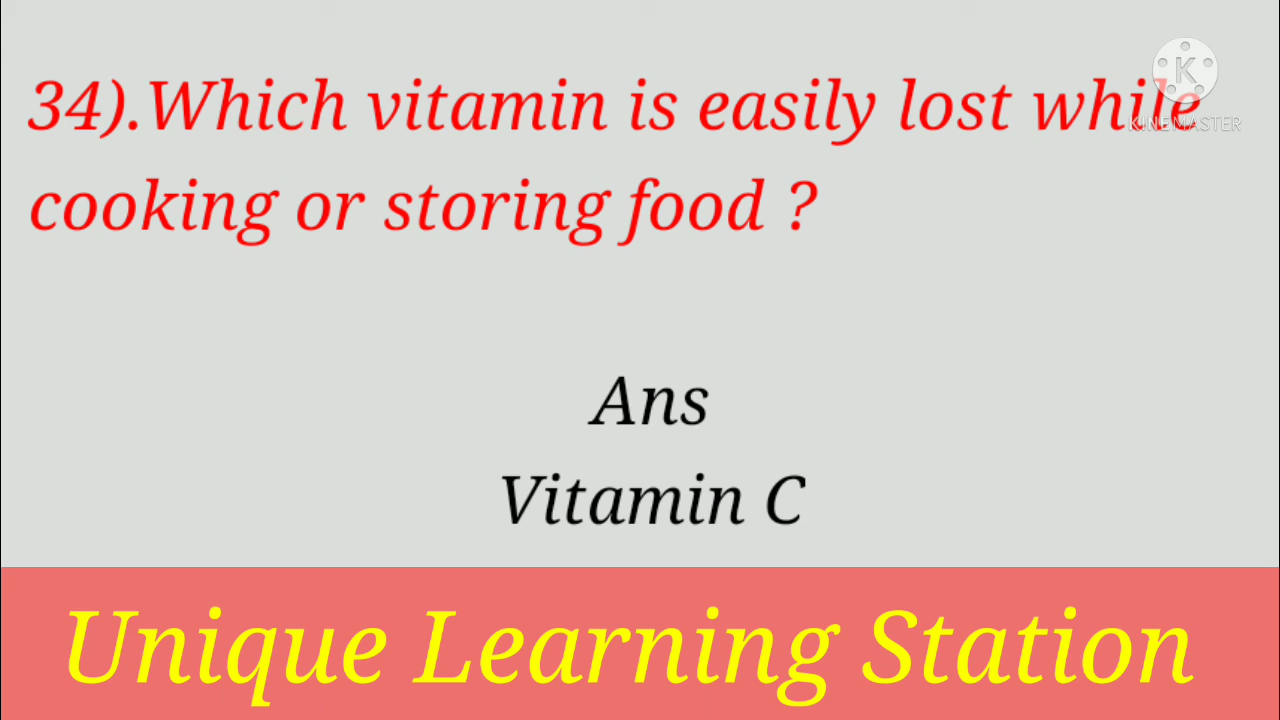 34).Which vitamin is easily lost while
KINEMASTER
cooking or storing food ?
Ans
Vitamin C
Unique Learning Station